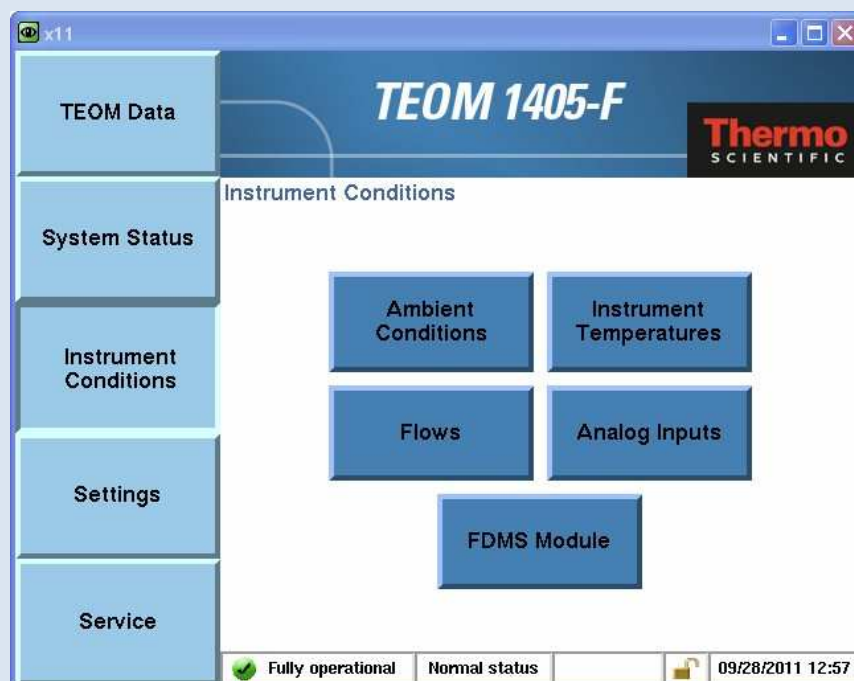 x11
TEOM Data
System Status
Instrument
Conditions
Settings
Service
TEOM 1405-F
Thermo
SCIENTIFIC
Instrument Conditions
Ambient
Conditions
Instrument
Temperatures
Flows
Analog Inputs
FDMS Module
Fully operational
Normal status
09/28/2011 12:57